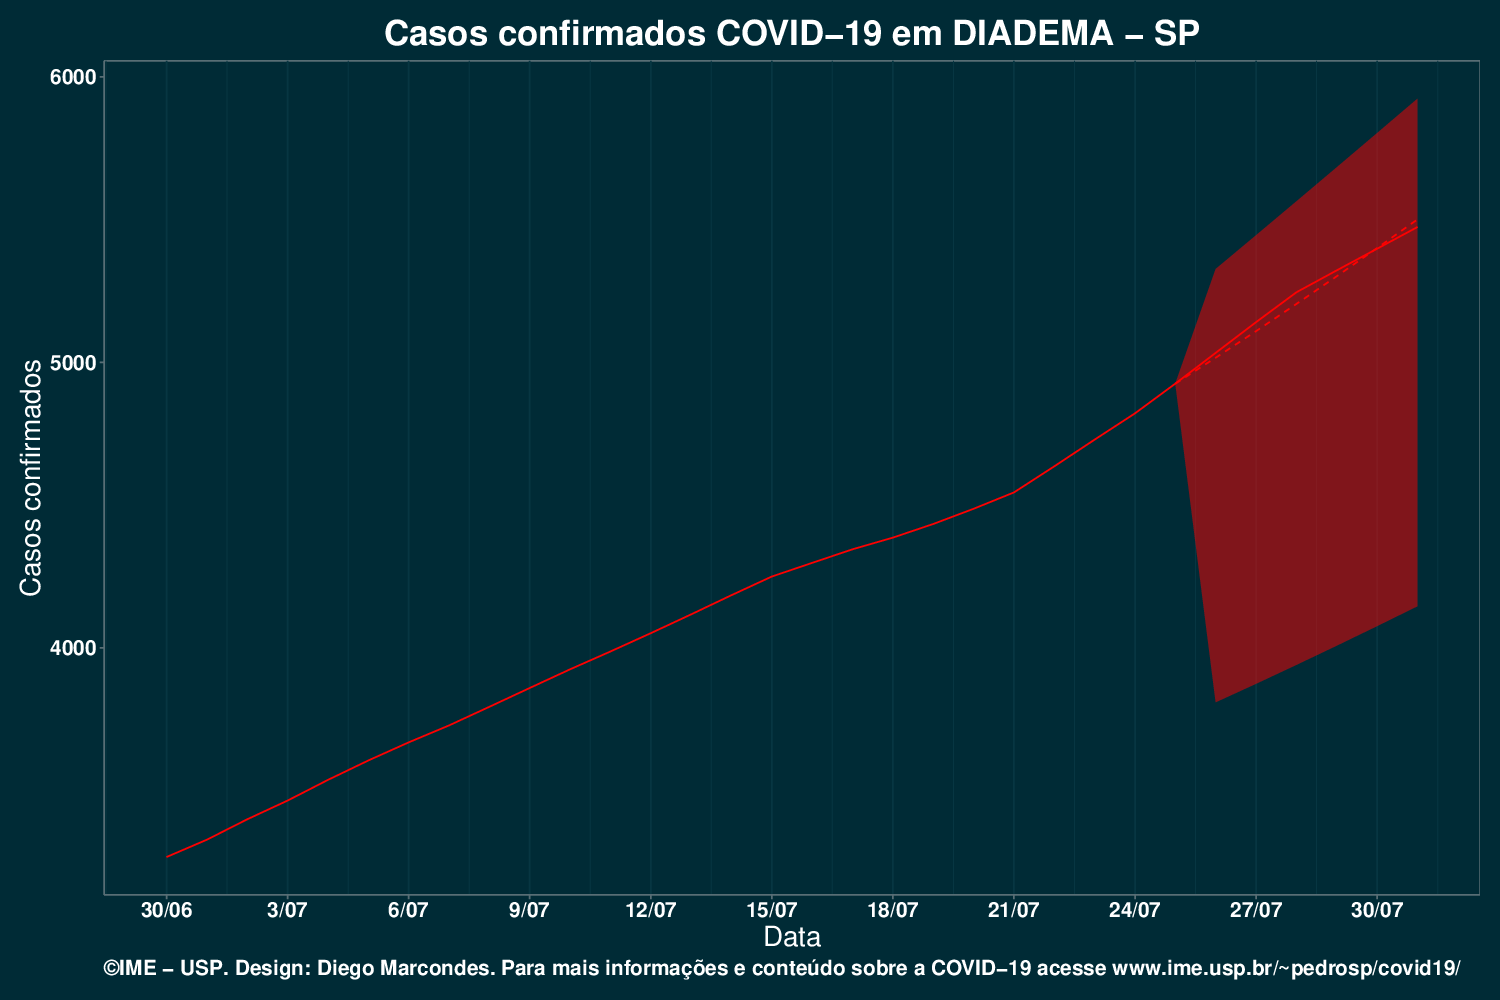 Casos confirmados COVID−19 em DIADEMA − SP
6000
5000
4000
Casos confirmados
30/06 3/07 6/07 9/07 12/07 15/07 18/07 21/07 24/07 27/07 30/07
Data
©IME − USP. Design: Diego Marcondes. Para mais informações e conteúdo sobre a COVID−19 acesse www.ime.usp.br/~pedrosp/covid19/